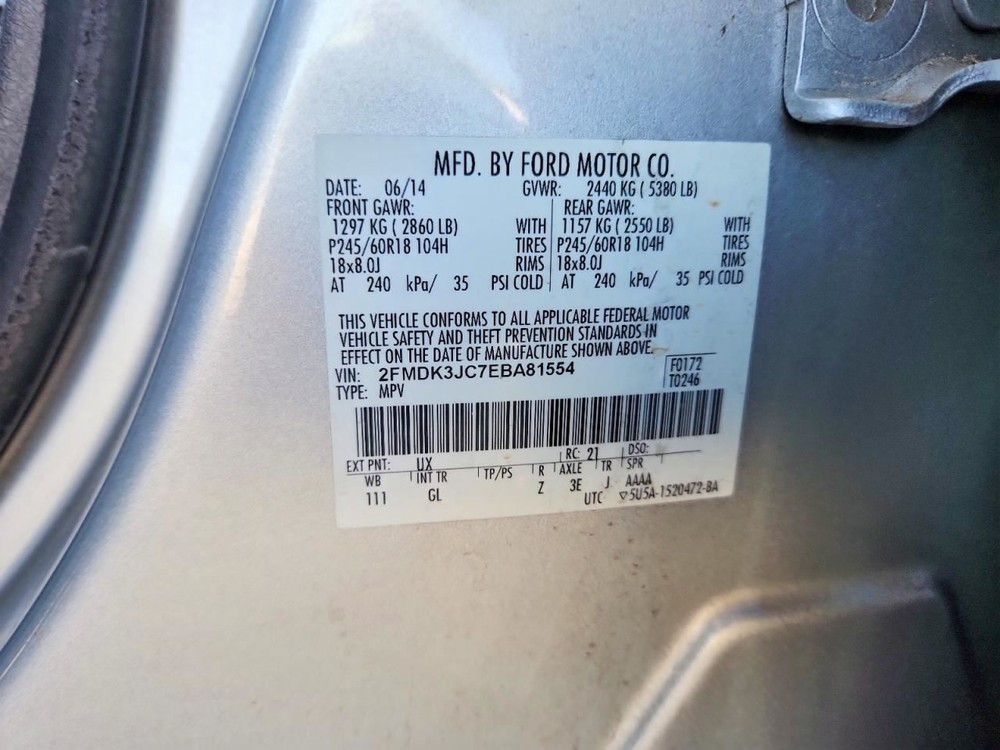 MFD. BY FORD MOTOR CO.
DATE: 06/14 GVWR: 2440 KG ( 5380 LB)
FRONT GAWR: REAR GAWR:
1297 KG ( 2860 LB) WITH 1157 KG ( 2550 LB) WITH
P245/60R18 104H TIRES P245/60R18 104H TIRES
18x8.0J RIMS 18x8.0J RIMS
AT 240 kPa/ 35 PSI COLD AT 240 kPa/ 35 PSI COLD
THIS VEHICLE CONFORMS TO ALL APPLICABLE FEDERAL MOTOR
VEHICLE SAFETY AND THEFT PREVENTION STANDARDS IN
EFFECT ON THE DATE OF MANUFACTURE SHOWN ABOVE.
VIN: 2FMDK3JC7EBA81554 F0172
TYPE: MPV T0246
EXT PNT: UX RC: 21 DSO:
WB INT TR TP/PS R AXLE TR SPR
111 GL Z 3E J AAAA
UTC ▽5U5A-1520472-BA